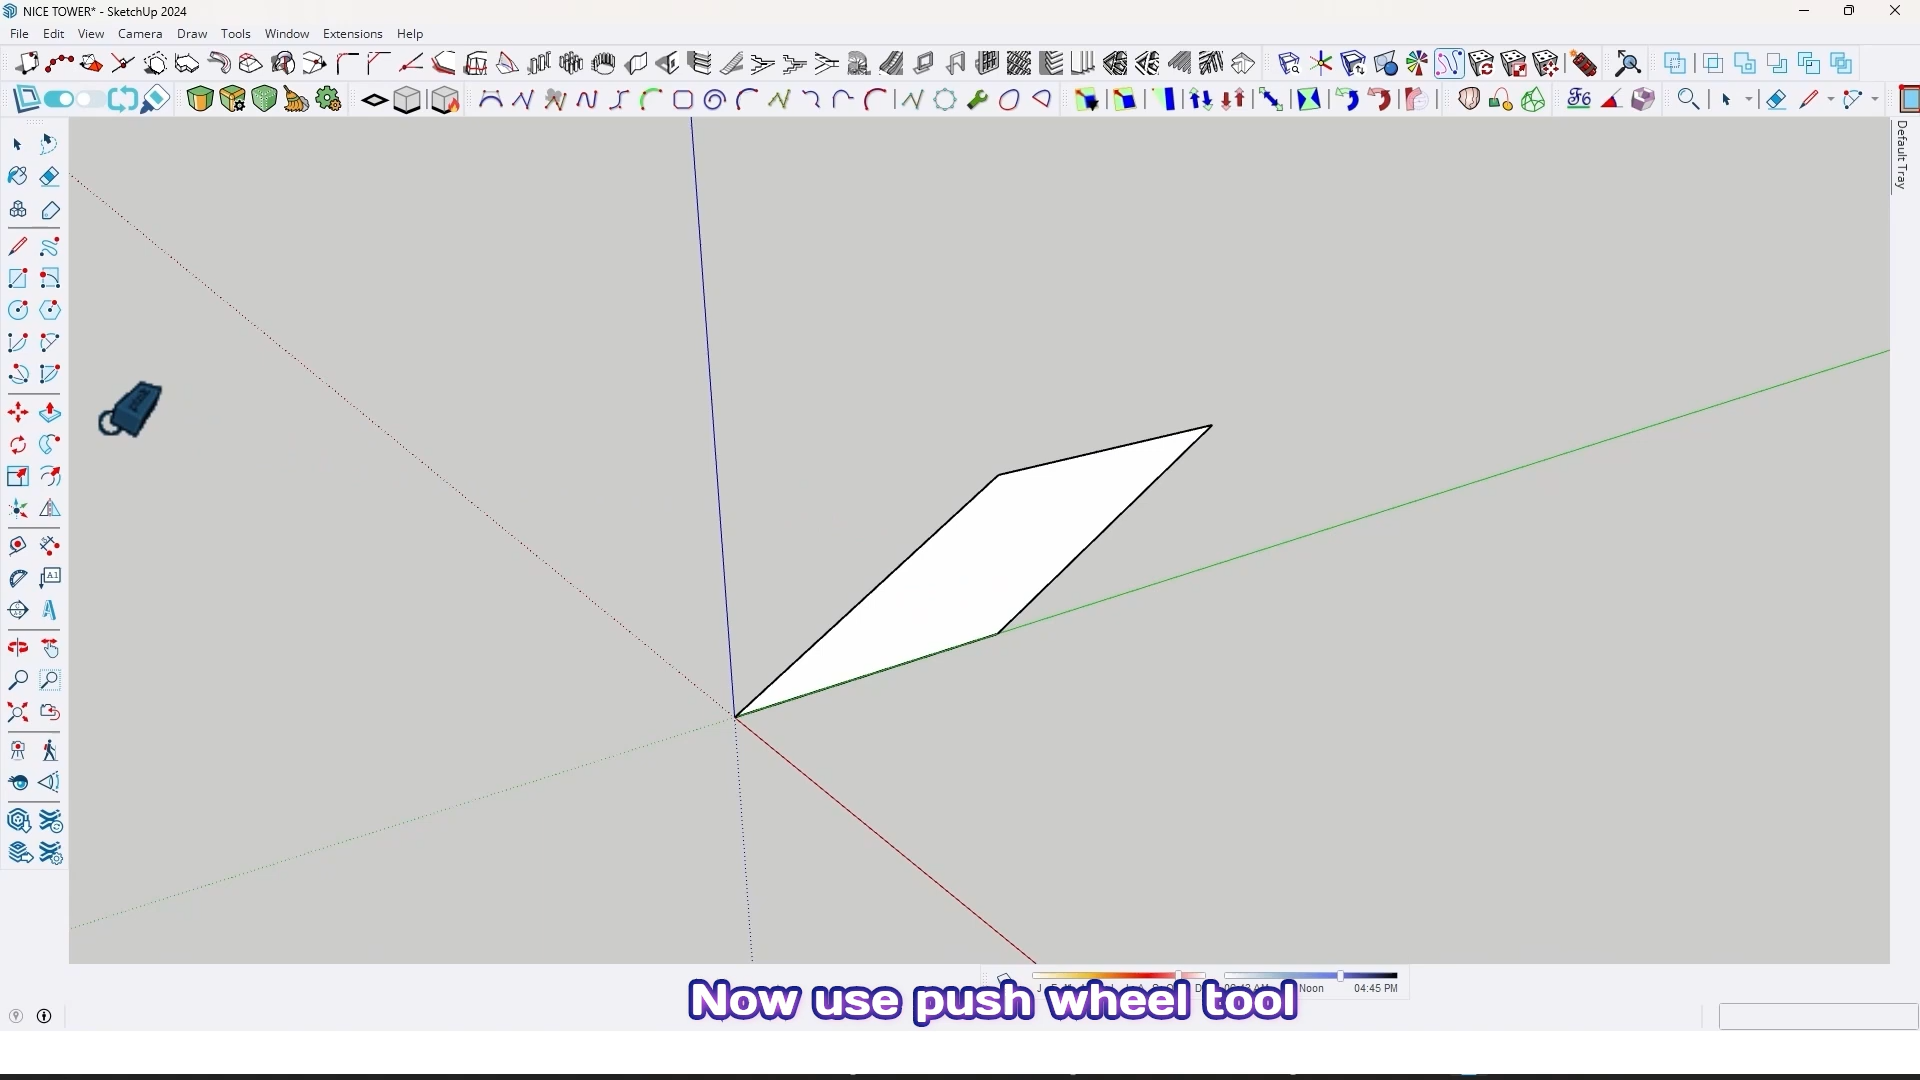 NICE TOWER* - SketchUp 2024
File Edit View Camera Draw Tools Window Extensions Help
Default Tray
Noon 04:45 PM
Now use push wheel tool